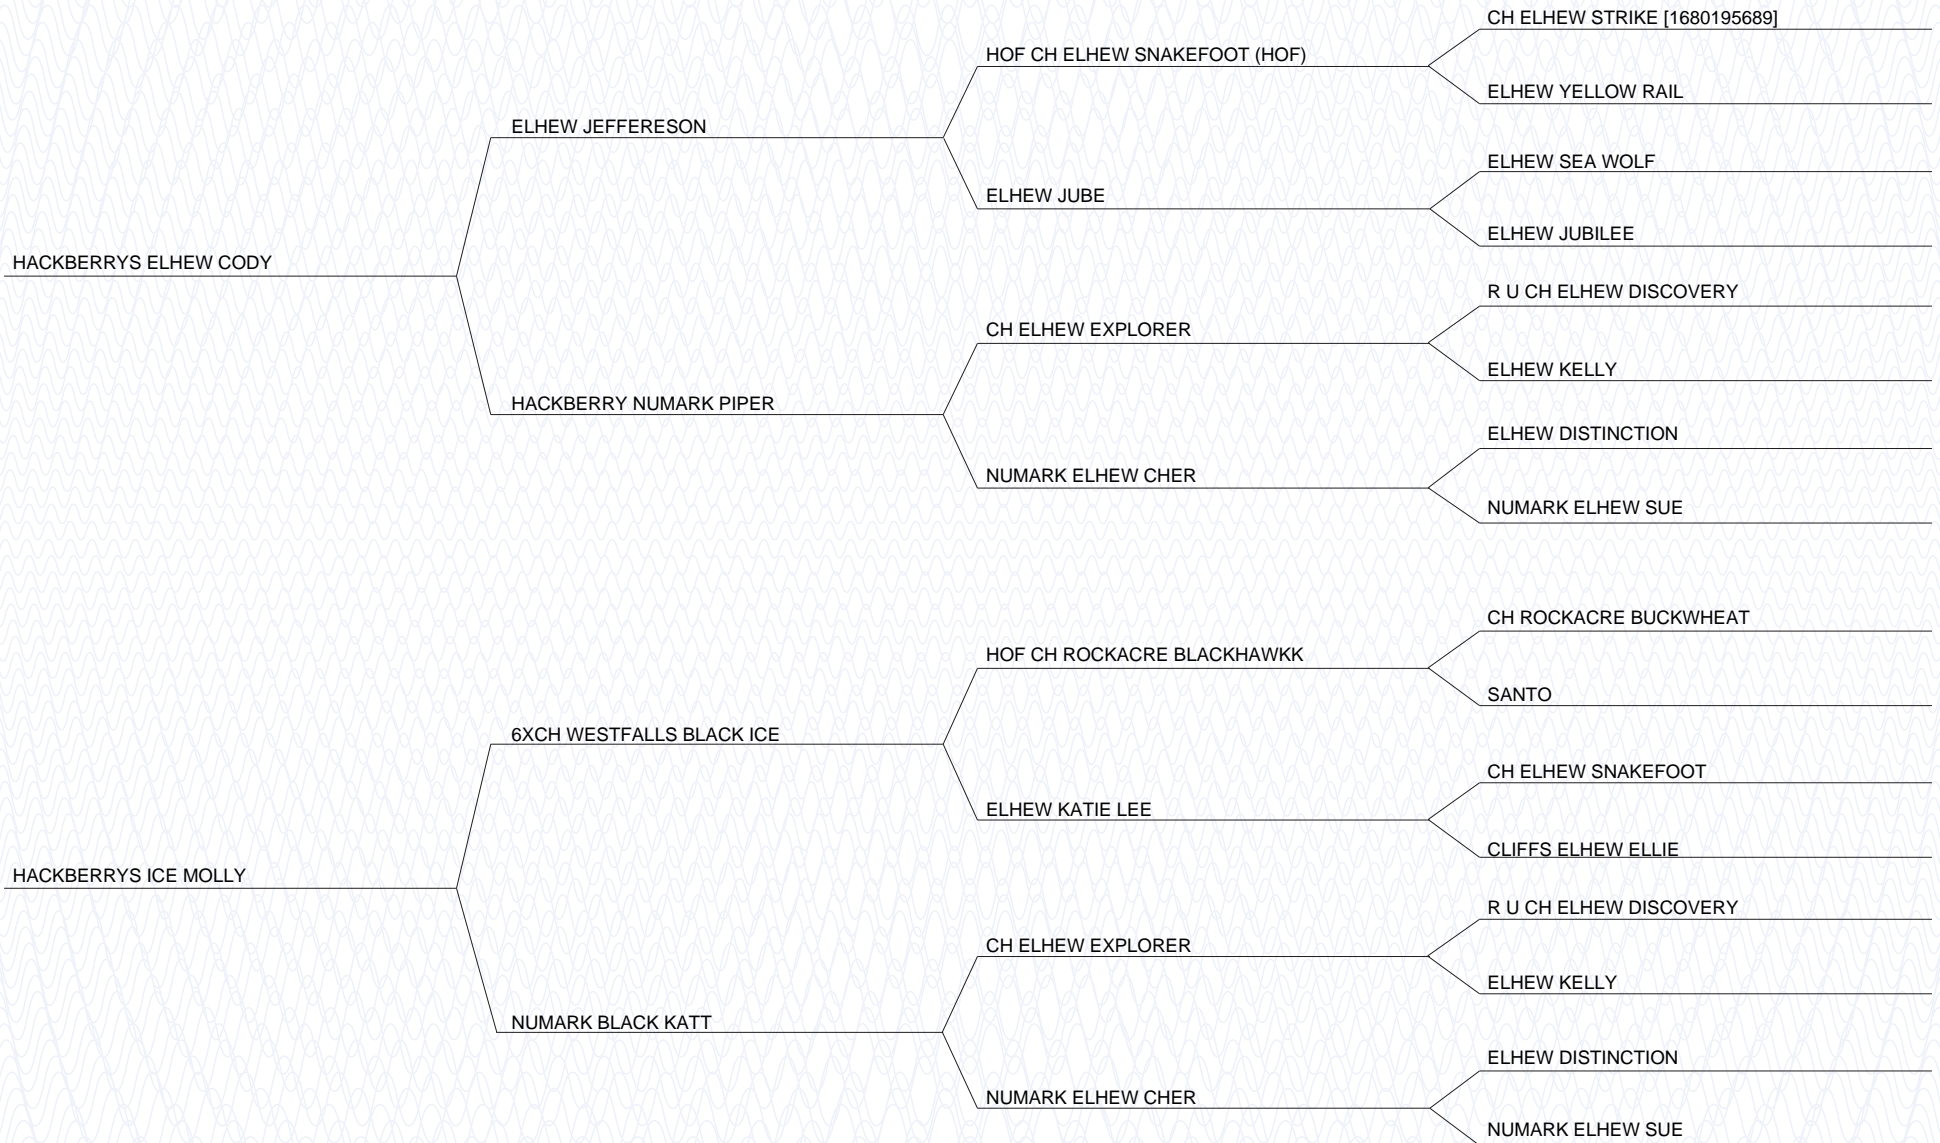 CH ELHEW STRIKE [1680195689]
HOF CH ELHEW SNAKEFOOT (HOF)
ELHEW YELLOW RAIL
ELHEW JEFFERESON
ELHEW SEA WOLF
ELHEW JUBE
ELHEW JUBILEE
HACKBERRYS ELHEW CODY
R U CH ELHEW DISCOVERY
CH ELHEW EXPLORER
ELHEW KELLY
HACKBERRY NUMARK PIPER
ELHEW DISTINCTION
NUMARK ELHEW CHER
NUMARK ELHEW SUE
CH ROCKACRE BUCKWHEAT
HOF CH ROCKACRE BLACKHAWKK
SANTO
6XCH WESTFALLS BLACK ICE
CH ELHEW SNAKEFOOT
ELHEW KATIE LEE
CLIFFS ELHEW ELLIE
HACKBERRYS ICE MOLLY
R U CH ELHEW DISCOVERY
CH ELHEW EXPLORER
ELHEW KELLY
NUMARK BLACK KATT
ELHEW DISTINCTION
NUMARK ELHEW CHER
NUMARK ELHEW SUE